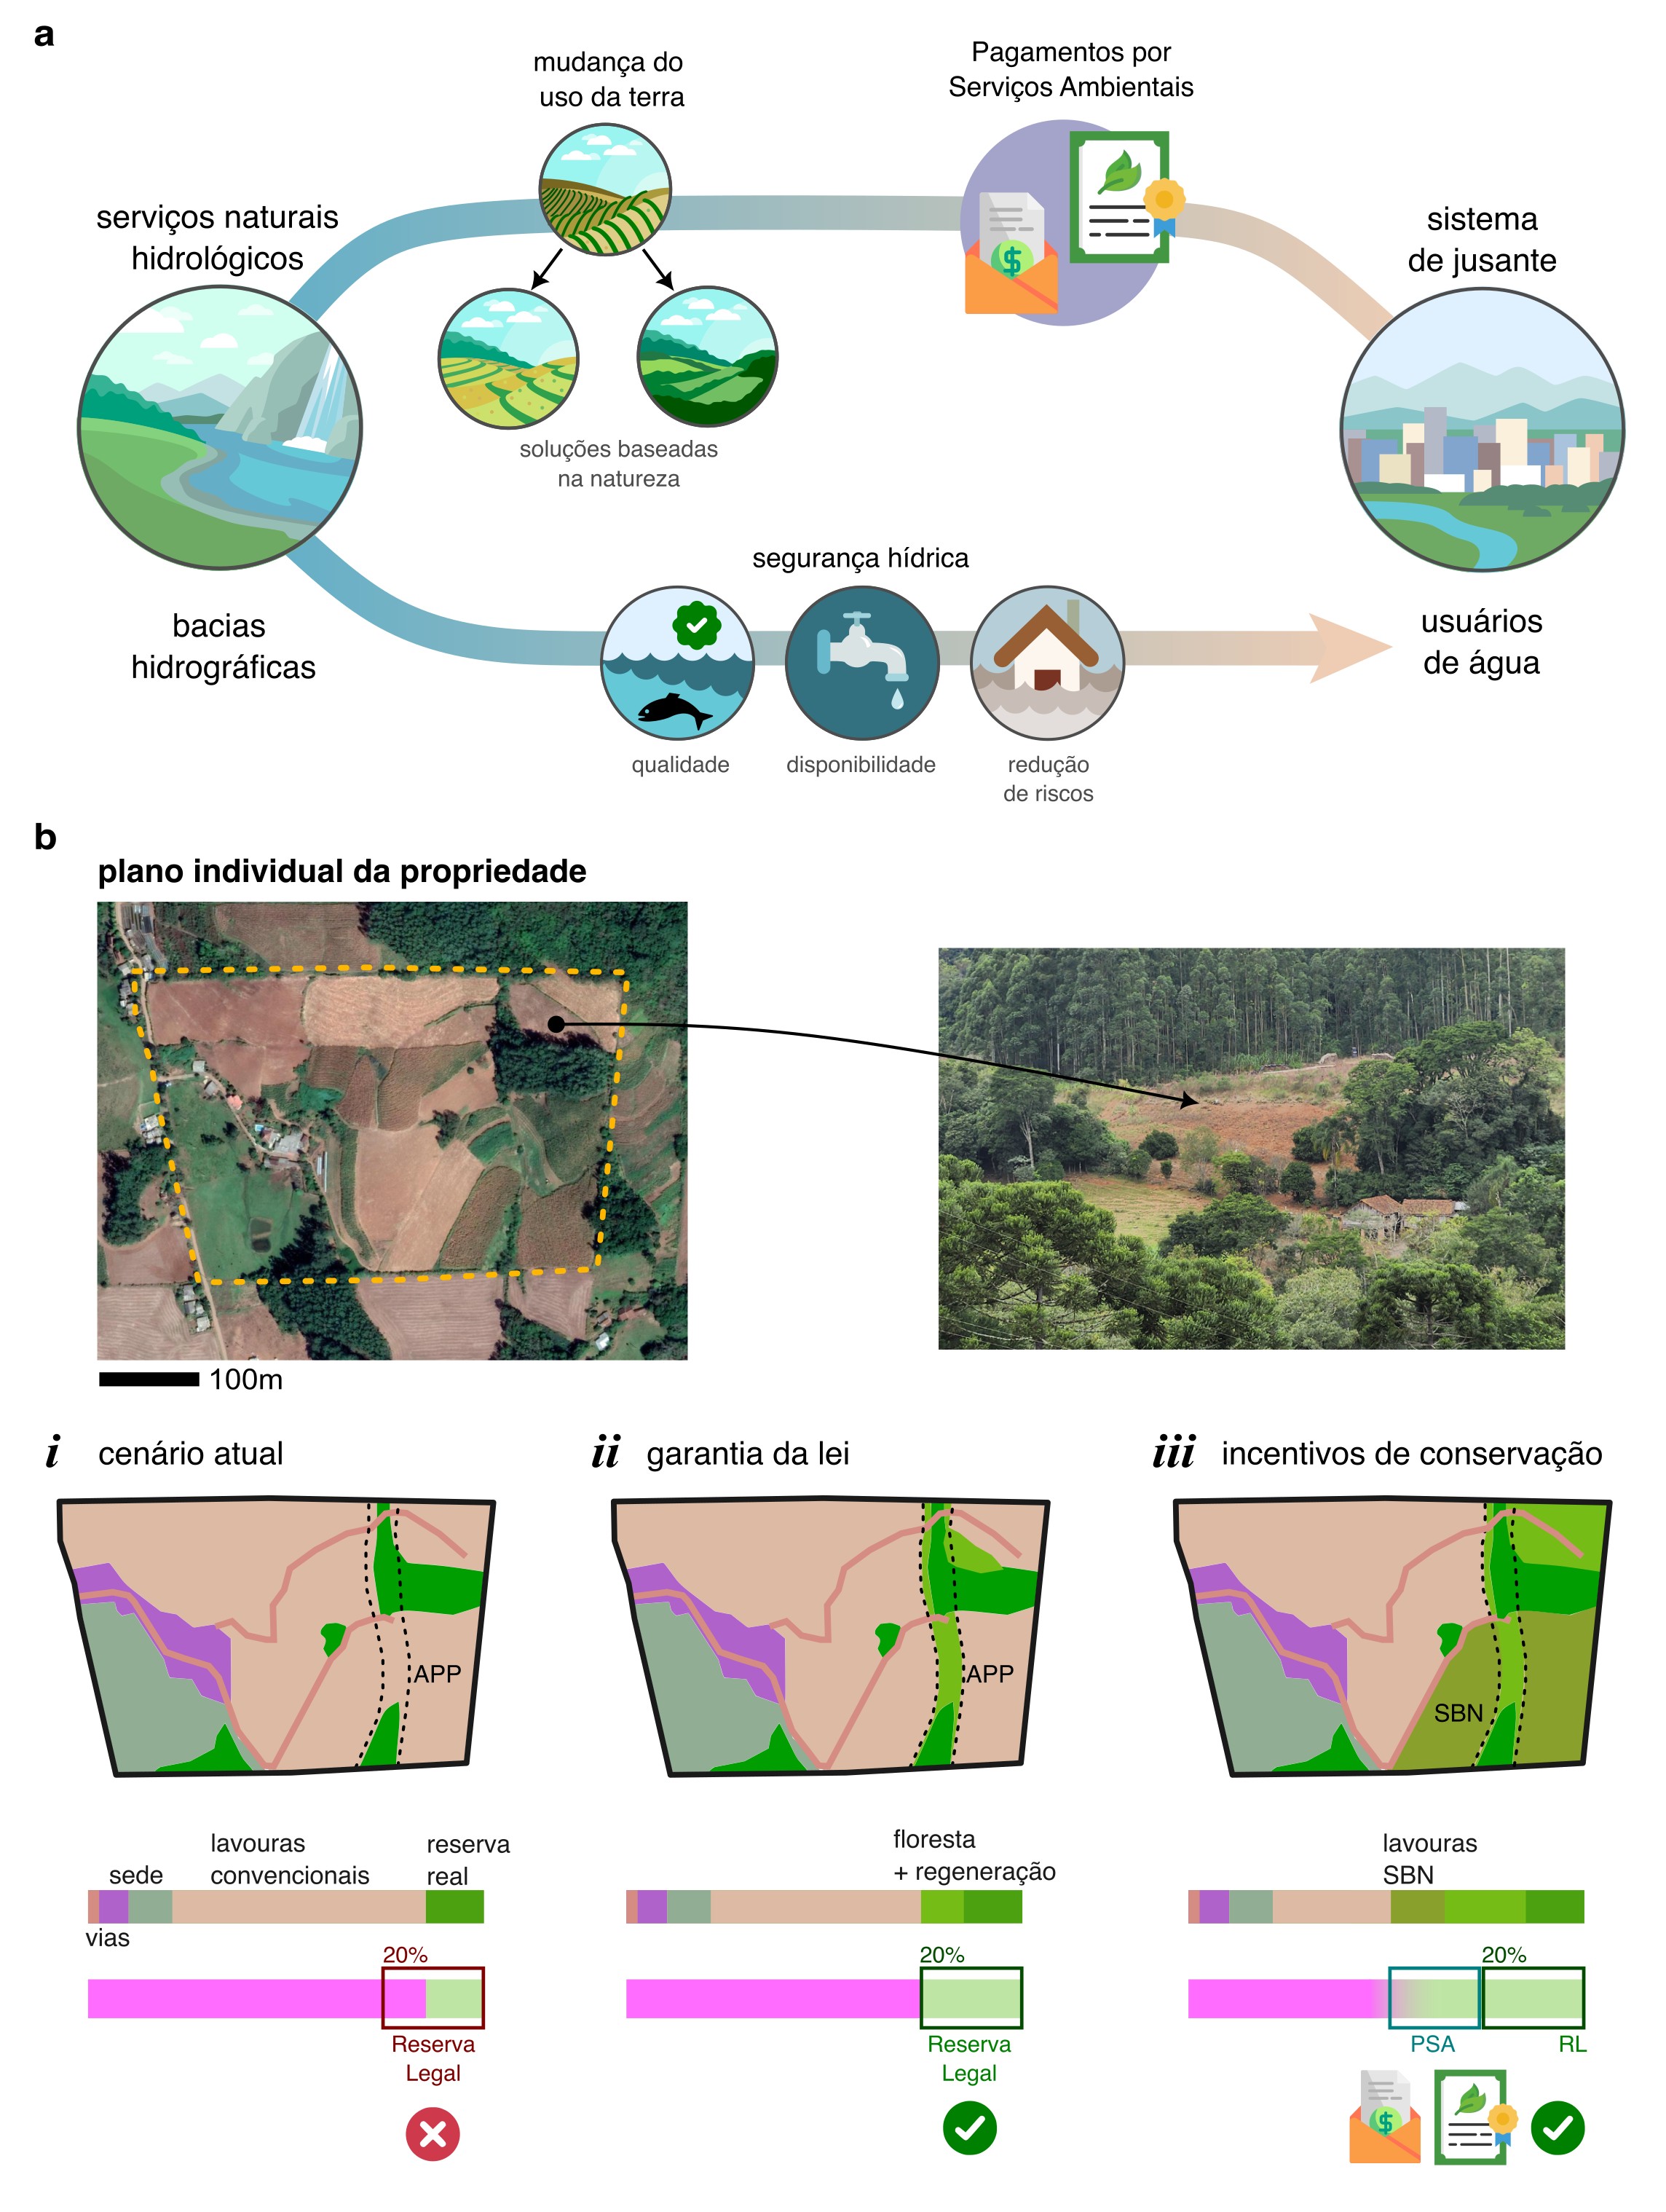 a
mudança do
uso da terra
Pagamentos por
Serviços Ambientais
serviços naturais
hidrológicos
sistema
de jusante
soluções baseadas
na natureza
$
segurança hídrica
bacias
hidrográficas
usuários
de água
qualidade
disponibilidade
redução
de riscos
b
plano individual da propriedade
100m
i cenário atual
ii garantia da lei
iii incentivos de conservação
APP
APP
SBN
sede
lavouras
convencionais
reserva
real
vias
floresta
+ regeneração
lavouras
SBN
20%
Reserva
Legal
20%
Reserva
Legal
20%
PSA
RL
$